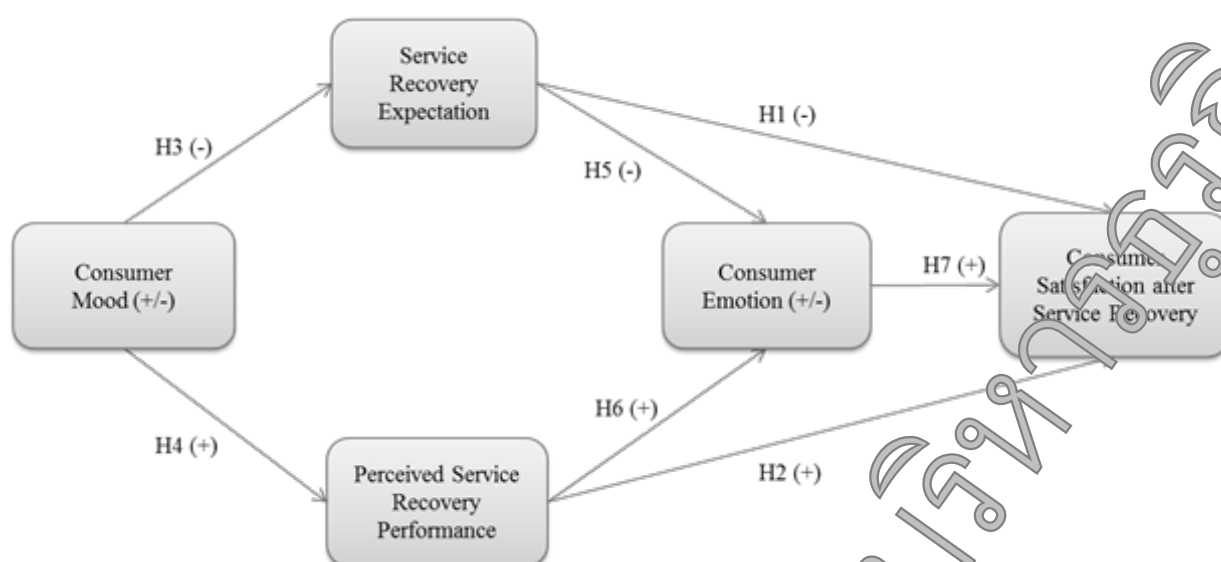 Service
Recovery
Expectation
H1 (-)
H3 (-)
H5 (-)
Consumer
Mood (+/-)
Consumer
Emotion (+/-)
H7 (+)
Consumer
Satisfaction after
Service Recovery
H6 (+)
H4 (+)
H2 (+)
Perceived Service
Recovery
Performance